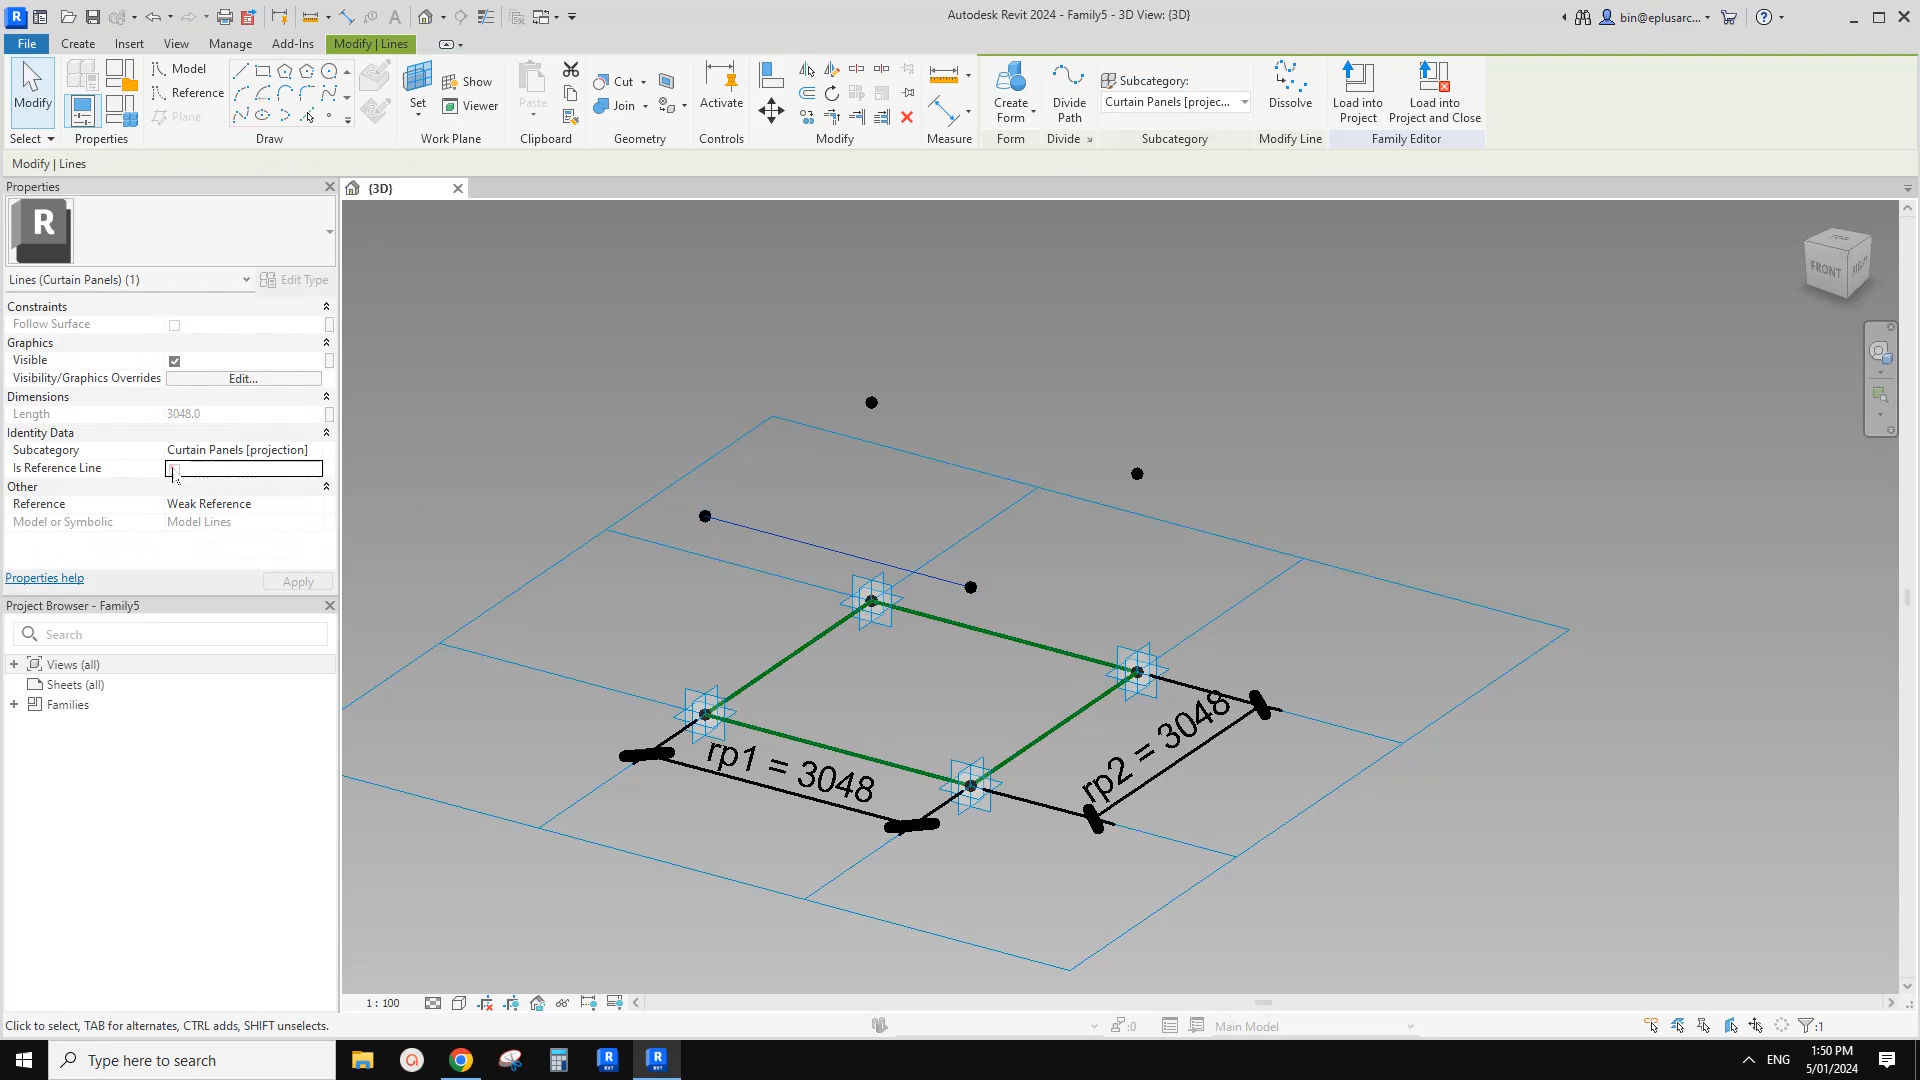 Autodesk Revit 2024 - Family5 - 3D View: {3D}
bin@eplusarc...
File
Create
Insert
View
Manage
Add-Ins
Modify | Lines
Modify
Model
Reference
Plane
Set
Show
Viewer
Paste
Cut
Join
Activate
Create
Form
Divide
Path
Subcategory:
Curtain Panels [projec...
Dissolve
Load into
Project
Load into
Project and Close
Select
Properties
Draw
Work Plane
Clipboard
Geometry
Controls
Modify
Measure
Form
Divide
Subcategory
Modify Line
Family Editor
Modify | Lines
Properties
{3D}
R
Lines (Curtain Panels) (1)
Edit Type
Constraints
Follow Surface
Graphics
Visible
Visibility/Graphics Overrides
Edit...
Dimensions
Length
3048.0
Identity Data
Subcategory
Curtain Panels [projection]
Is Reference Line
Other
Reference
Weak Reference
Model or Symbolic
Model Lines
Properties help
Apply
Project Browser - Family5
Search
Views (all)
Sheets (all)
Families
TOP
FRONT
RIGHT
rp1 = 3048
rp2 = 3048
1 : 100
Click to select, TAB for alternates, CTRL adds, SHIFT unselects.
:0
Main Model
:1
Type here to search
ENG
1:50 PM
5/01/2024